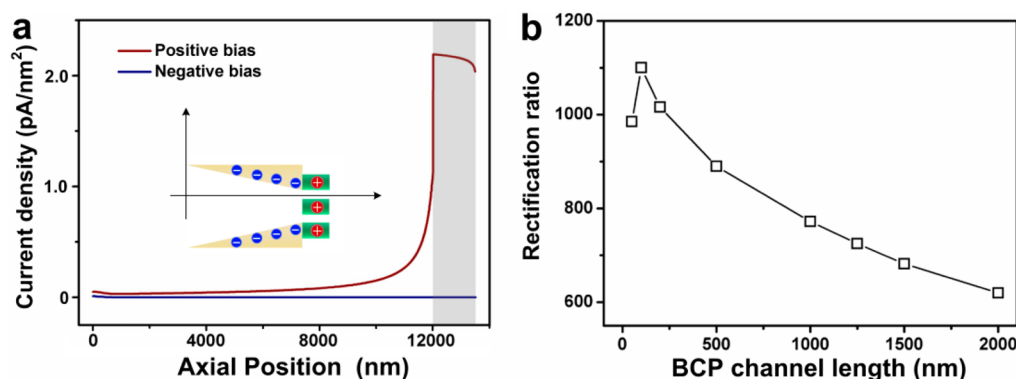 a
Positive bias
Negative bias
Current density (pA/nm²)
2.0
1.0
0
0
4000
8000
12000
Axial Position (nm)
b
Rectification ratio
1200
1000
800
600
0
500
1000
1500
2000
BCP channel length (nm)